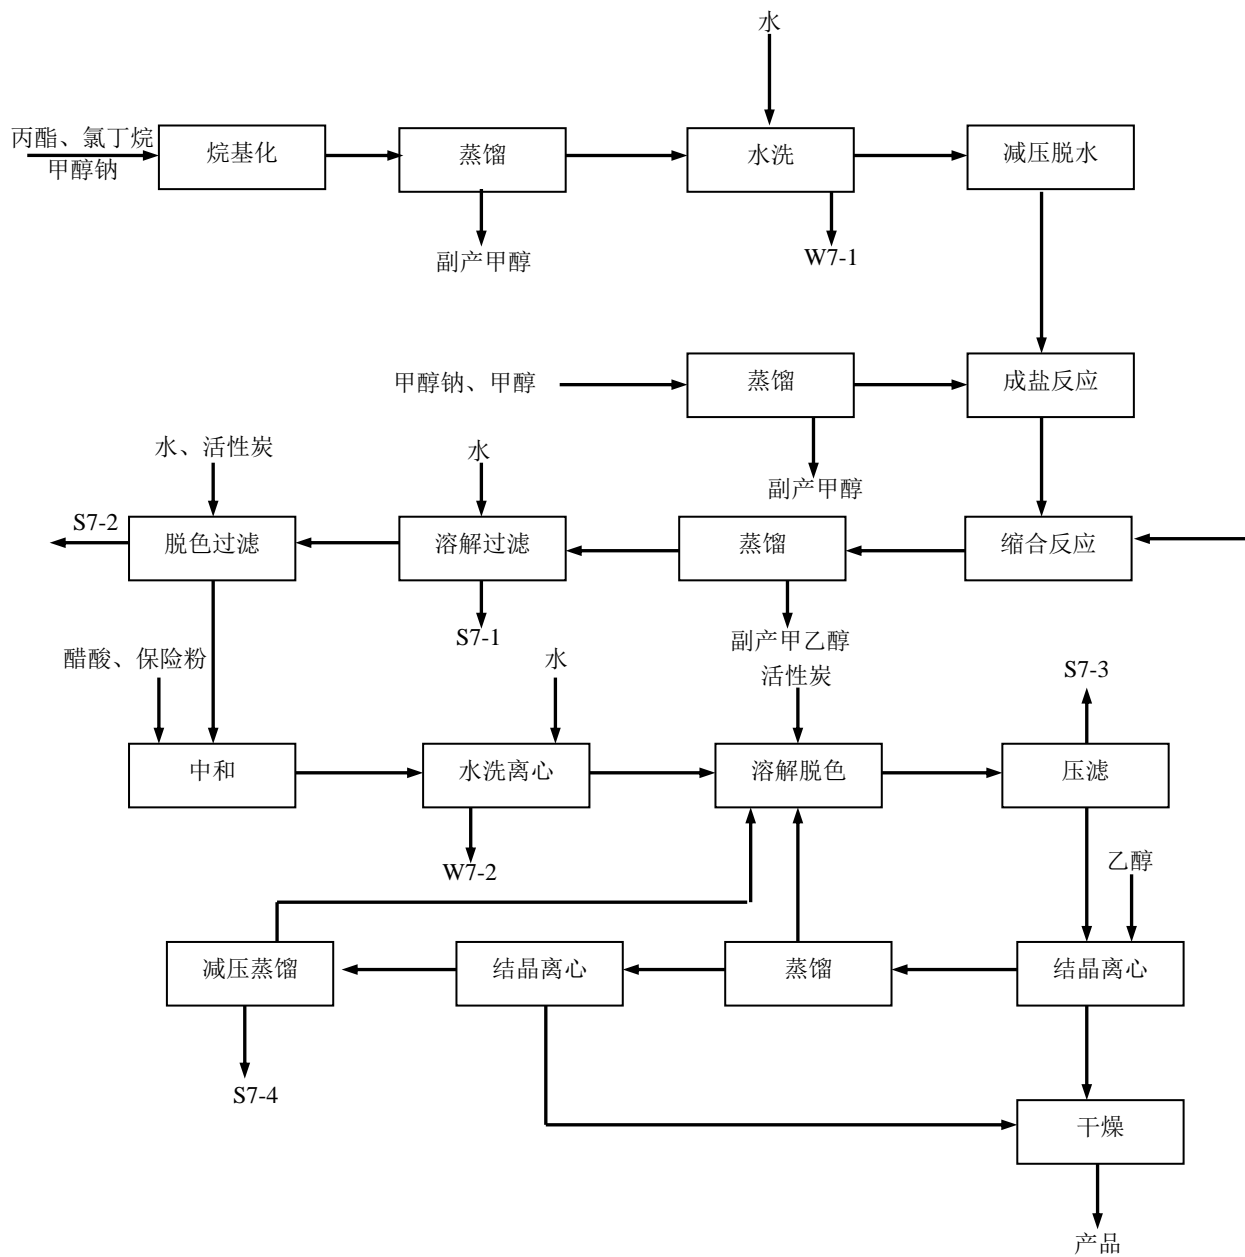 水
丙酯、氯丁烷
甲醇钠
烷基化
蒸馏
水洗
减压脱水
副产甲醇
W7-1
甲醇钠、甲醇
蒸馏
成盐反应
副产甲醇
水、活性炭
水
S7-2
脱色过滤
溶解过滤
蒸馏
缩合反应
S7-1
副产甲乙醇
醋酸、保险粉
水
活性炭
S7-3
中和
水洗离心
溶解脱色
压滤
W7-2
乙醇
减压蒸馏
结晶离心
蒸馏
结晶离心
S7-4
干燥
产品